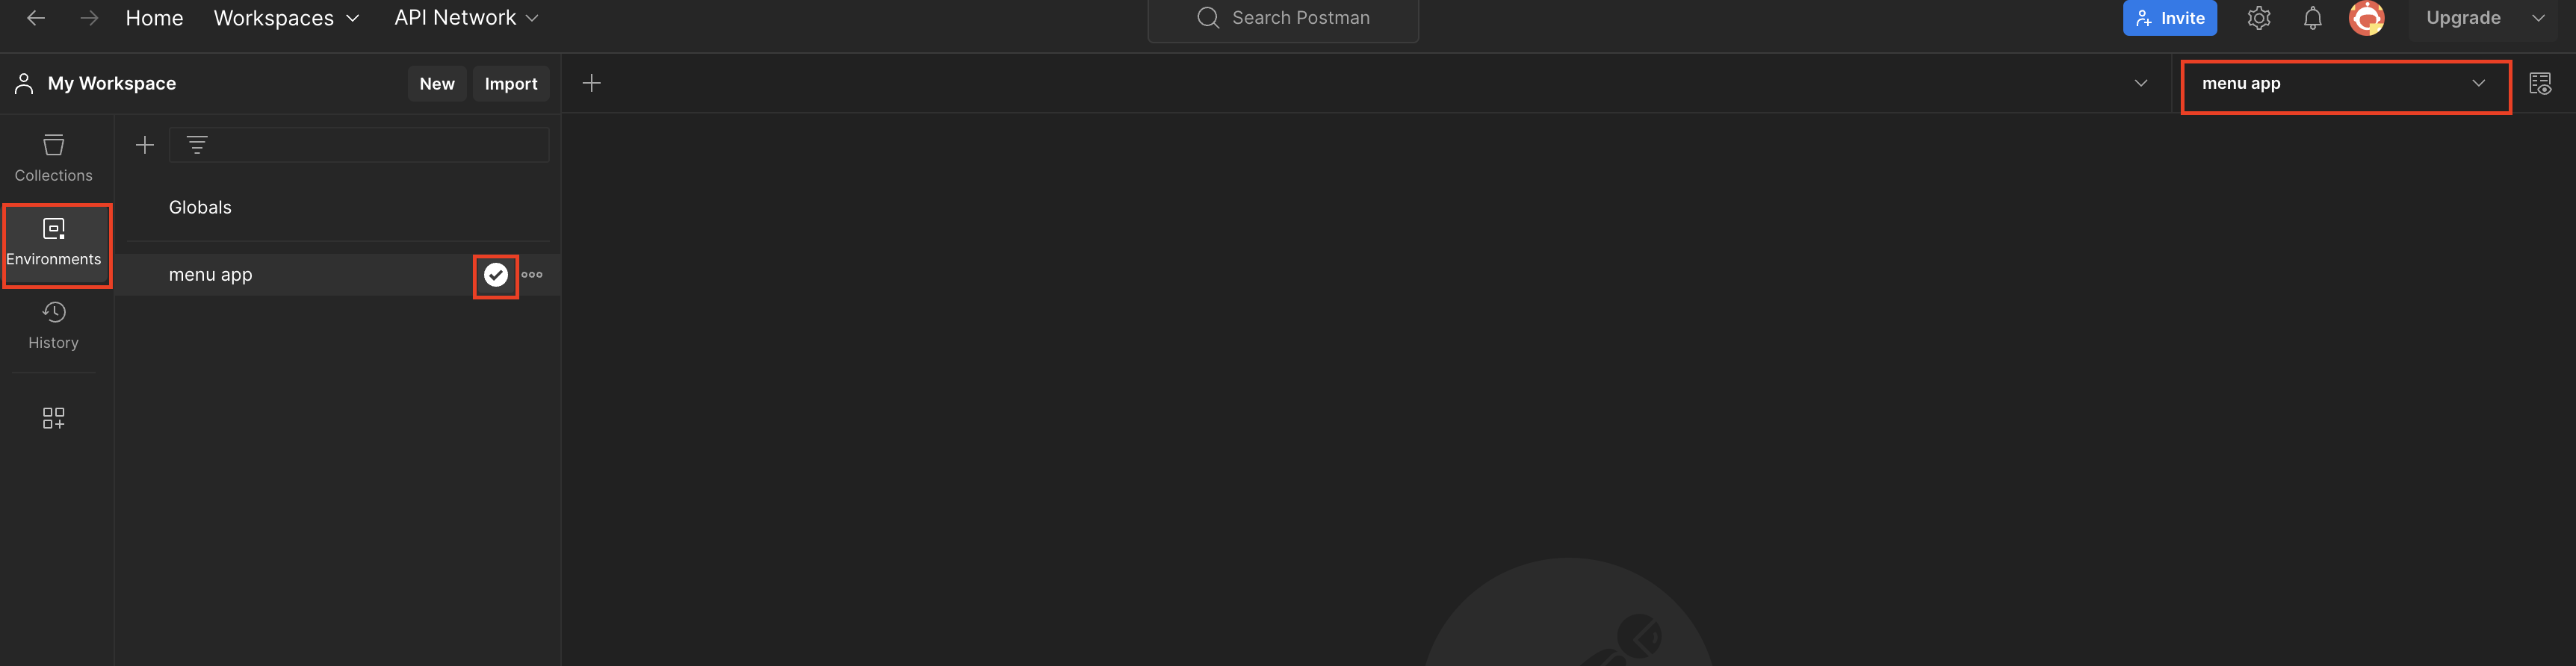 Home Workspaces API Network Search Postman Invite Upgrade
My Workspace New Import menu app
Collections
Globals
Environments
menu app
History